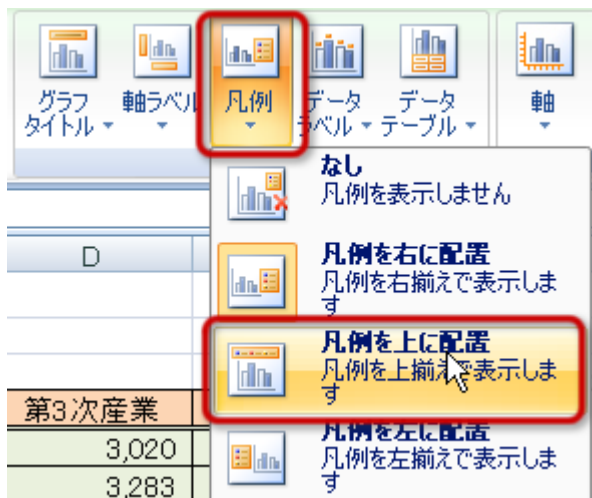 グラフ
タイトル
軸ラベル
凡例
データ
ラベル
データ
テーブル
軸
なし
凡例を表示しません
D
凡例を右に配置
凡例を右揃えで表示しま
す
凡例を上に配置
凡例を上揃えで表示しま
す
第3次産業
凡例を左に配置
凡例を左揃えで表示しま
す
3,020
3,283